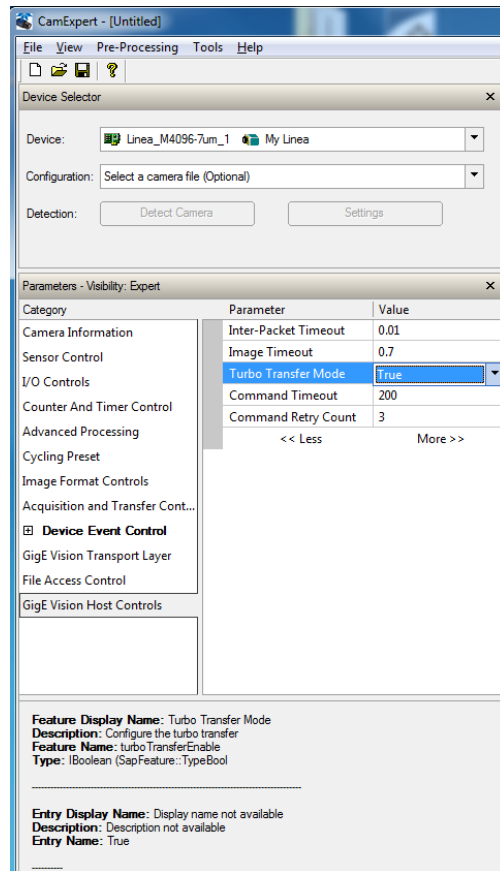 CamExpert - [Untitled]
File View Pre-Processing Tools Help
Device Selector
Device: Linea_M4096-7um_1 My Linea
Configuration: Select a camera file (Optional)
Detection: Detect Camera Settings
Parameters - Visibility: Expert
Category Parameter Value
Camera Information
Sensor Control
I/O Controls
Counter And Timer Control
Advanced Processing
Cycling Preset
Image Format Controls
Acquisition and Transfer Cont...
Device Event Control
GigE Vision Transport Layer
File Access Control
GigE Vision Host Controls
Inter-Packet Timeout 0.01
Image Timeout 0.7
Turbo Transfer Mode True
Command Timeout 200
Command Retry Count 3
<< Less More >>
Feature Display Name: Turbo Transfer Mode
Description: Configure the turbo transfer
Feature Name: turboTransferEnable
Type: IBoolean (SapFeature::TypeBool
Entry Display Name: Display name not available
Description: Description not available
Entry Name: True